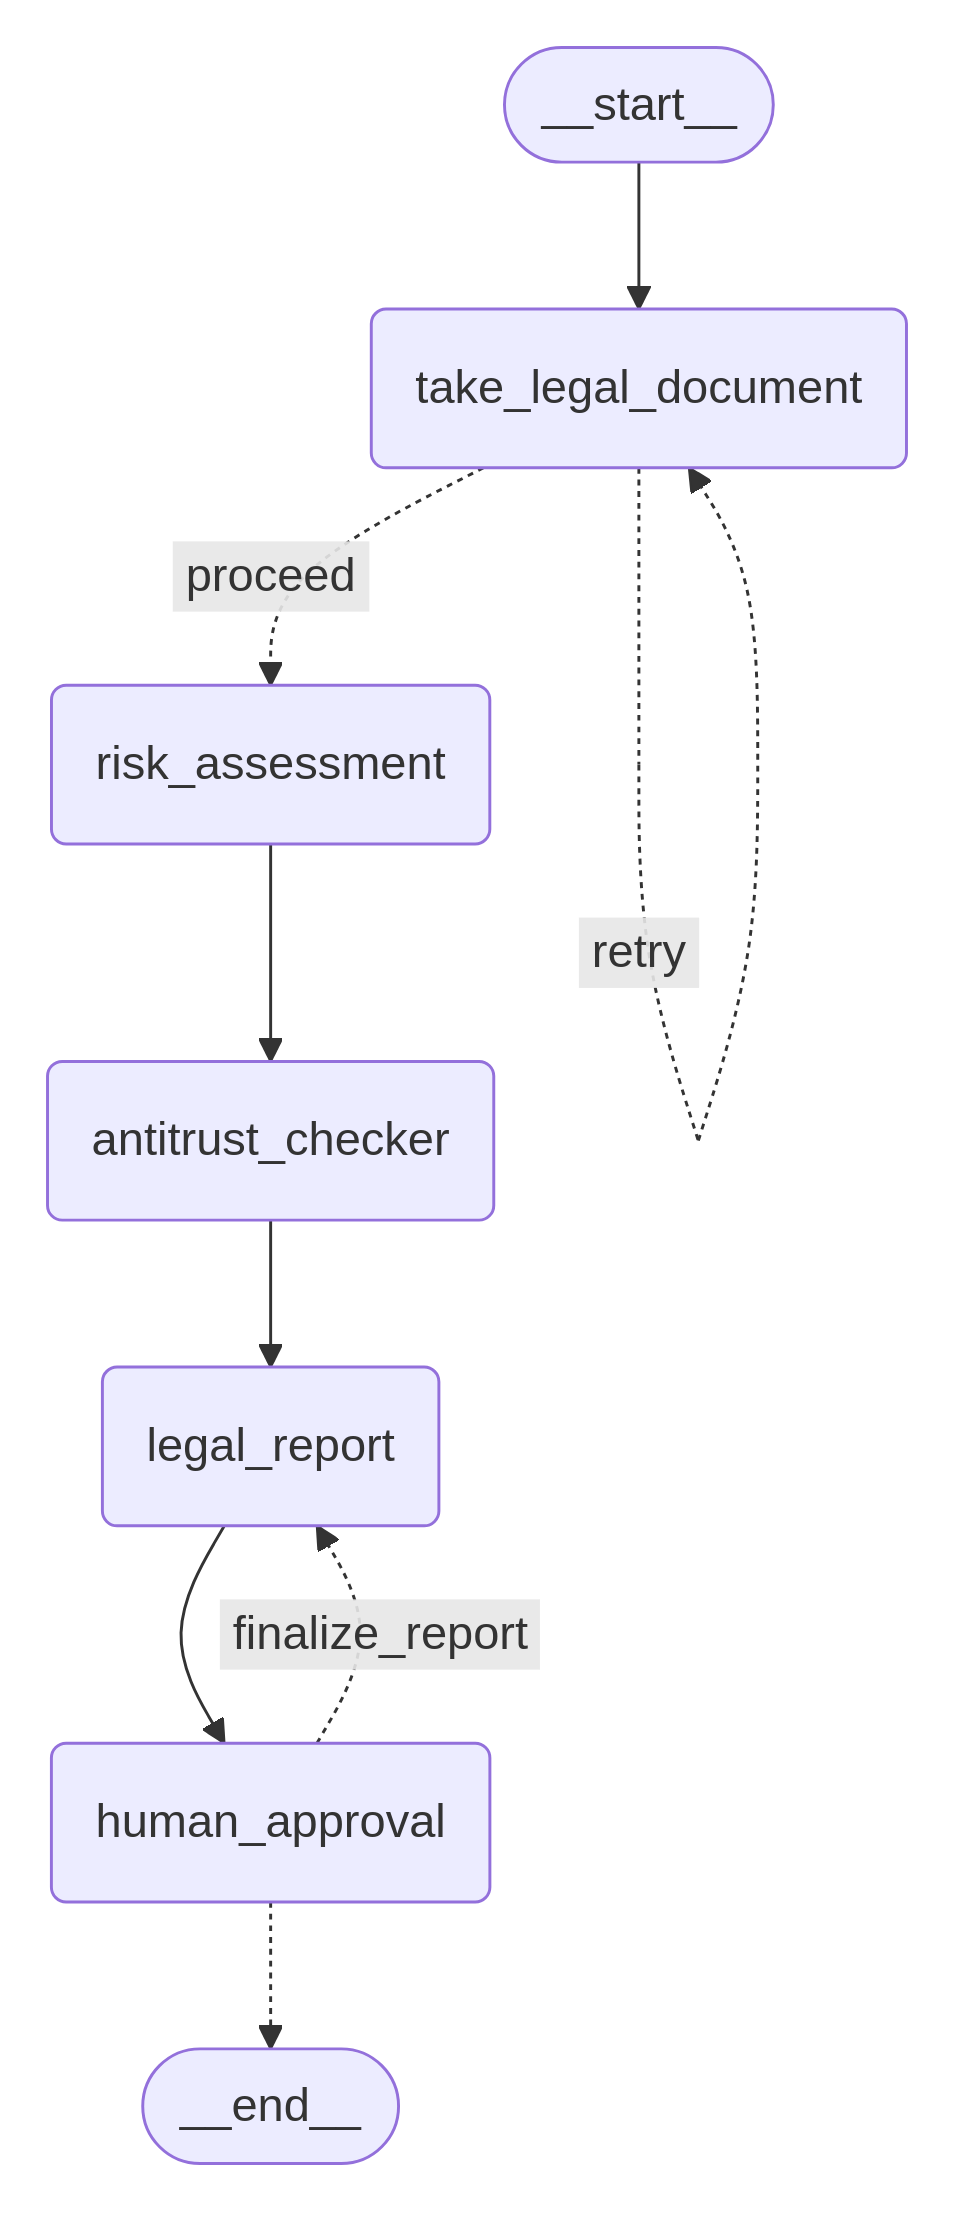 __start__
take_legal_document
proceed
risk_assessment
retry
antitrust_checker
legal_report
finalize_report
human_approval
__end__